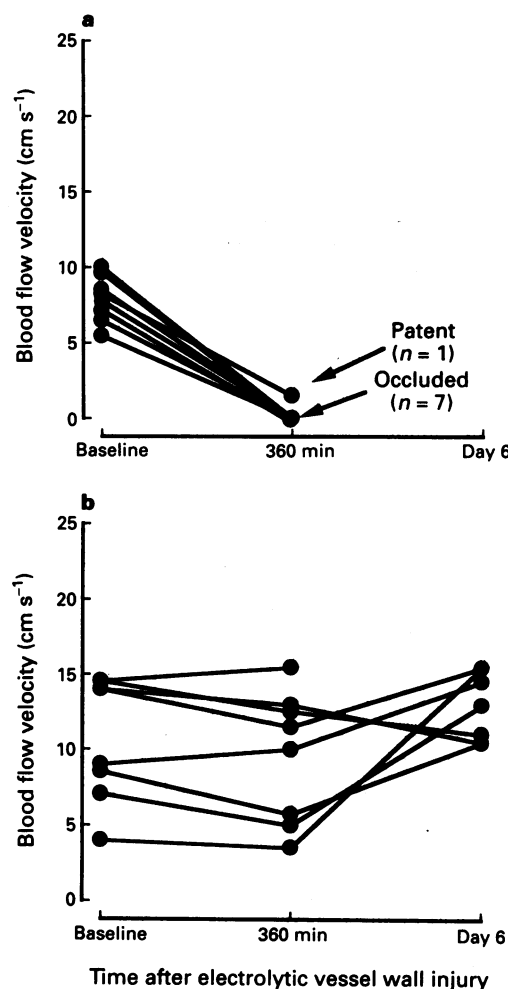 a
Blood flow velocity (cm s⁻¹)
25
20
15
10
5
0
Patent
(n = 1)
Occluded
(n = 7)
Baseline 360 min Day 6
b
Blood flow velocity (cm s⁻¹)
25
20
15
10
5
0
Baseline 360 min Day 6
Time after electrolytic vessel wall injury